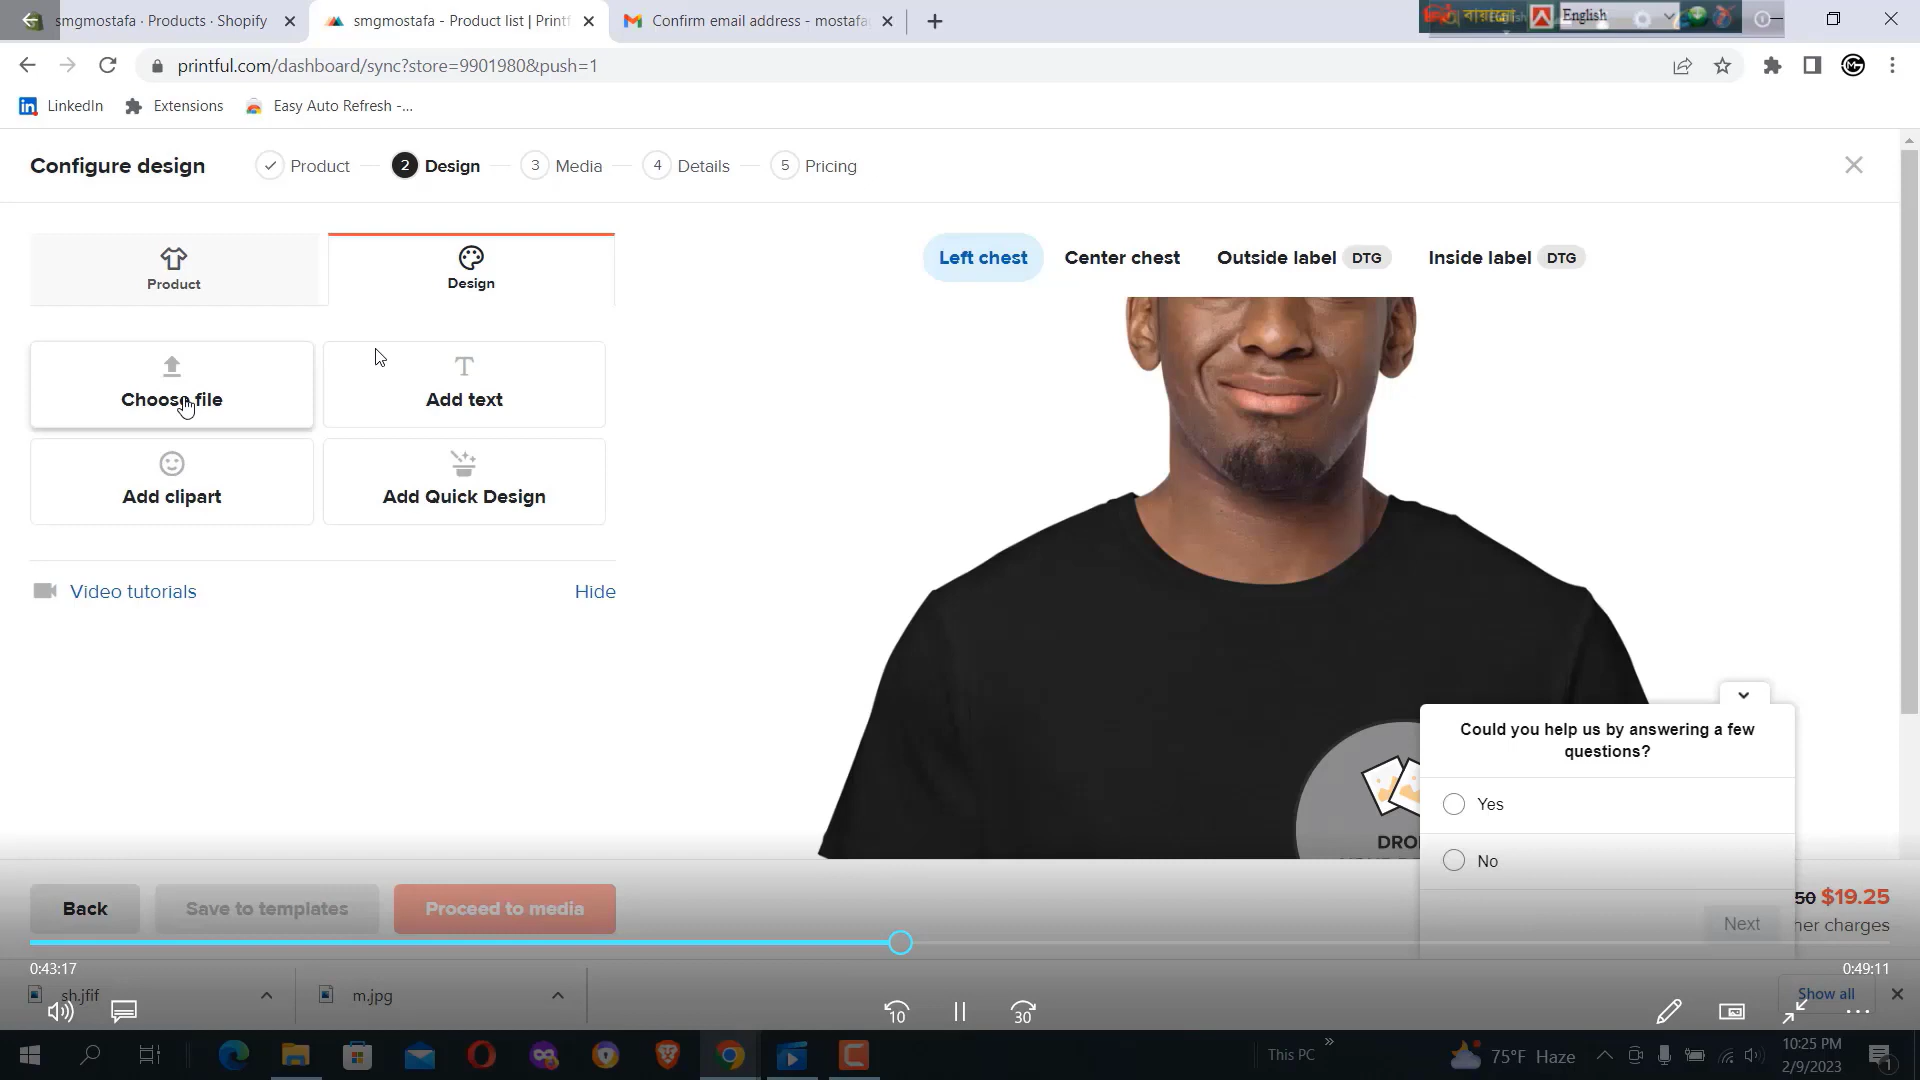 smgmostafa · Products · Shopify
smgmostafa - Product list | Printf
Confirm email address - mostafa
English
printful.com/dashboard/sync?store=9901980&push=1
LinkedIn
Extensions
Easy Auto Refresh -...
Configure design
Product
2 Design
3 Media
4 Details
5 Pricing
Product
Design
Left chest
Center chest
Outside label DTG
Inside label DTG
Choose file
Add text
Add clipart
Add Quick Design
Video tutorials
Hide
Could you help us by answering a few
questions?
Yes
DRO
No
Back
Save to templates
Proceed to media
50 $19.25
Next
her charges
0:43:17
0:49:11
sh.jfif
m.jpg
Show all
10
30
This PC
75°F Haze
10:25 PM
2/9/2023
1